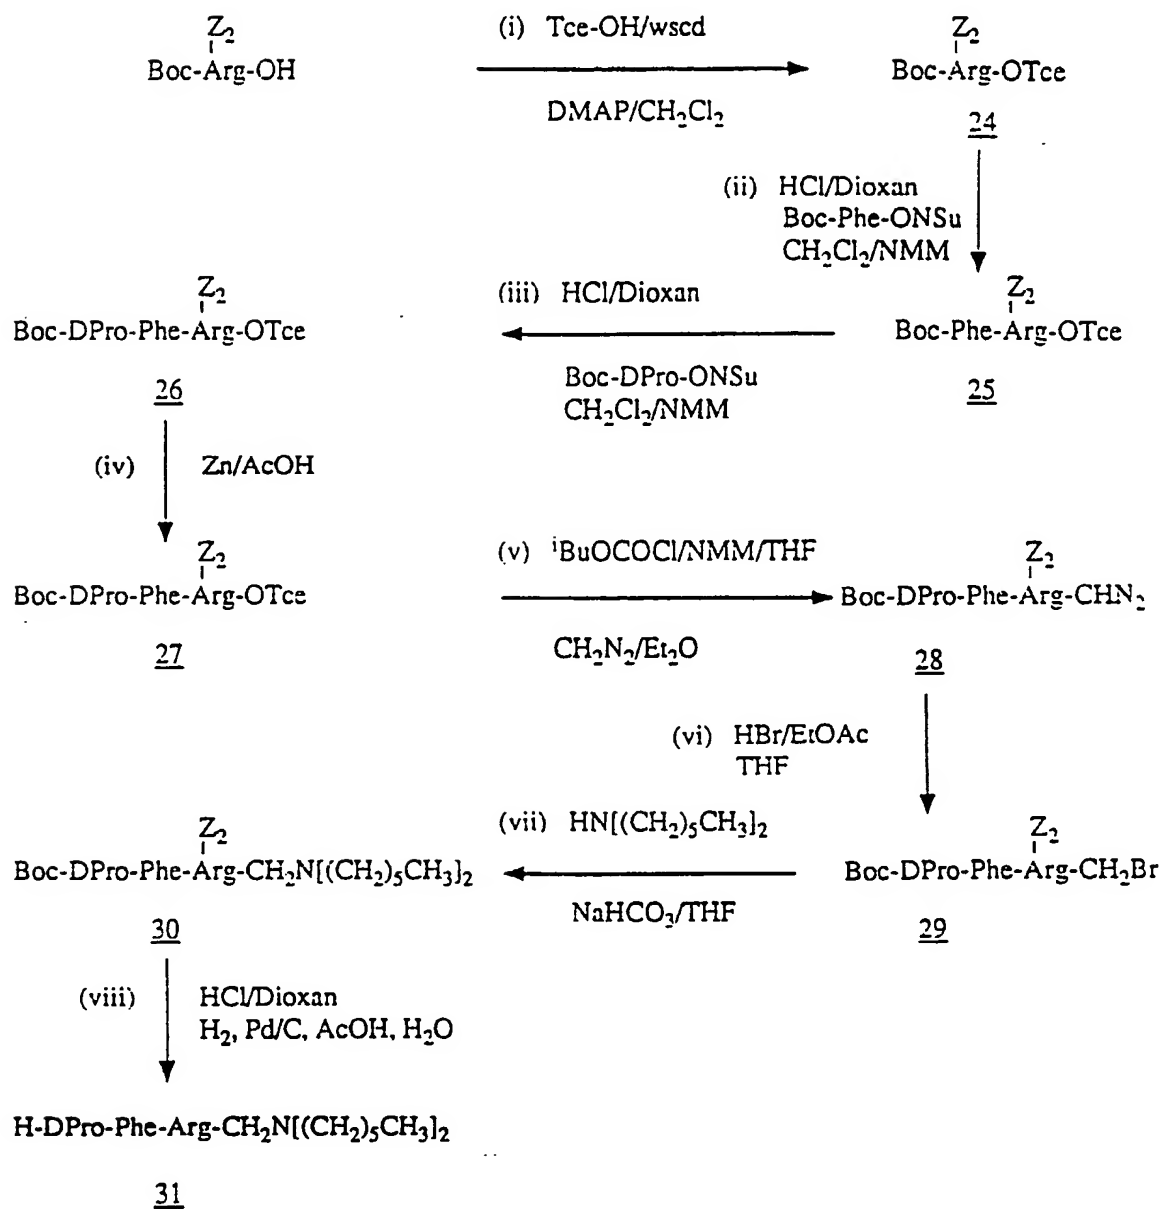 Z₂
Boc-Arg-OH
(i) Tce-OH/wscd
DMAP/CH₂Cl₂
Z₂
Boc-Arg-OTce
24
(ii) HCl/Dioxan
Boc-Phe-ONSu
CH₂Cl₂/NMM
Z₂
Boc-DPro-Phe-Arg-OTce
26
(iii) HCl/Dioxan
Boc-DPro-ONSu
CH₂Cl₂/NMM
Z₂
Boc-Phe-Arg-OTce
25
(iv) Zn/AcOH
Z₂
Boc-DPro-Phe-Arg-OTce
27
(v) ⁱBuOCOCl/NMM/THF
CH₂N₂/Et₂O
Z₂
Boc-DPro-Phe-Arg-CHN₂
28
(vi) HBr/EtOAc
THF
Z₂
Boc-DPro-Phe-Arg-CH₂N[(CH₂)₅CH₃]₂
30
(vii) HN[(CH₂)₅CH₃]₂
NaHCO₃/THF
Z₂
Boc-DPro-Phe-Arg-CH₂Br
29
(viii) HCl/Dioxan
H₂, Pd/C, AcOH, H₂O
H-DPro-Phe-Arg-CH₂N[(CH₂)₅CH₃]₂
31